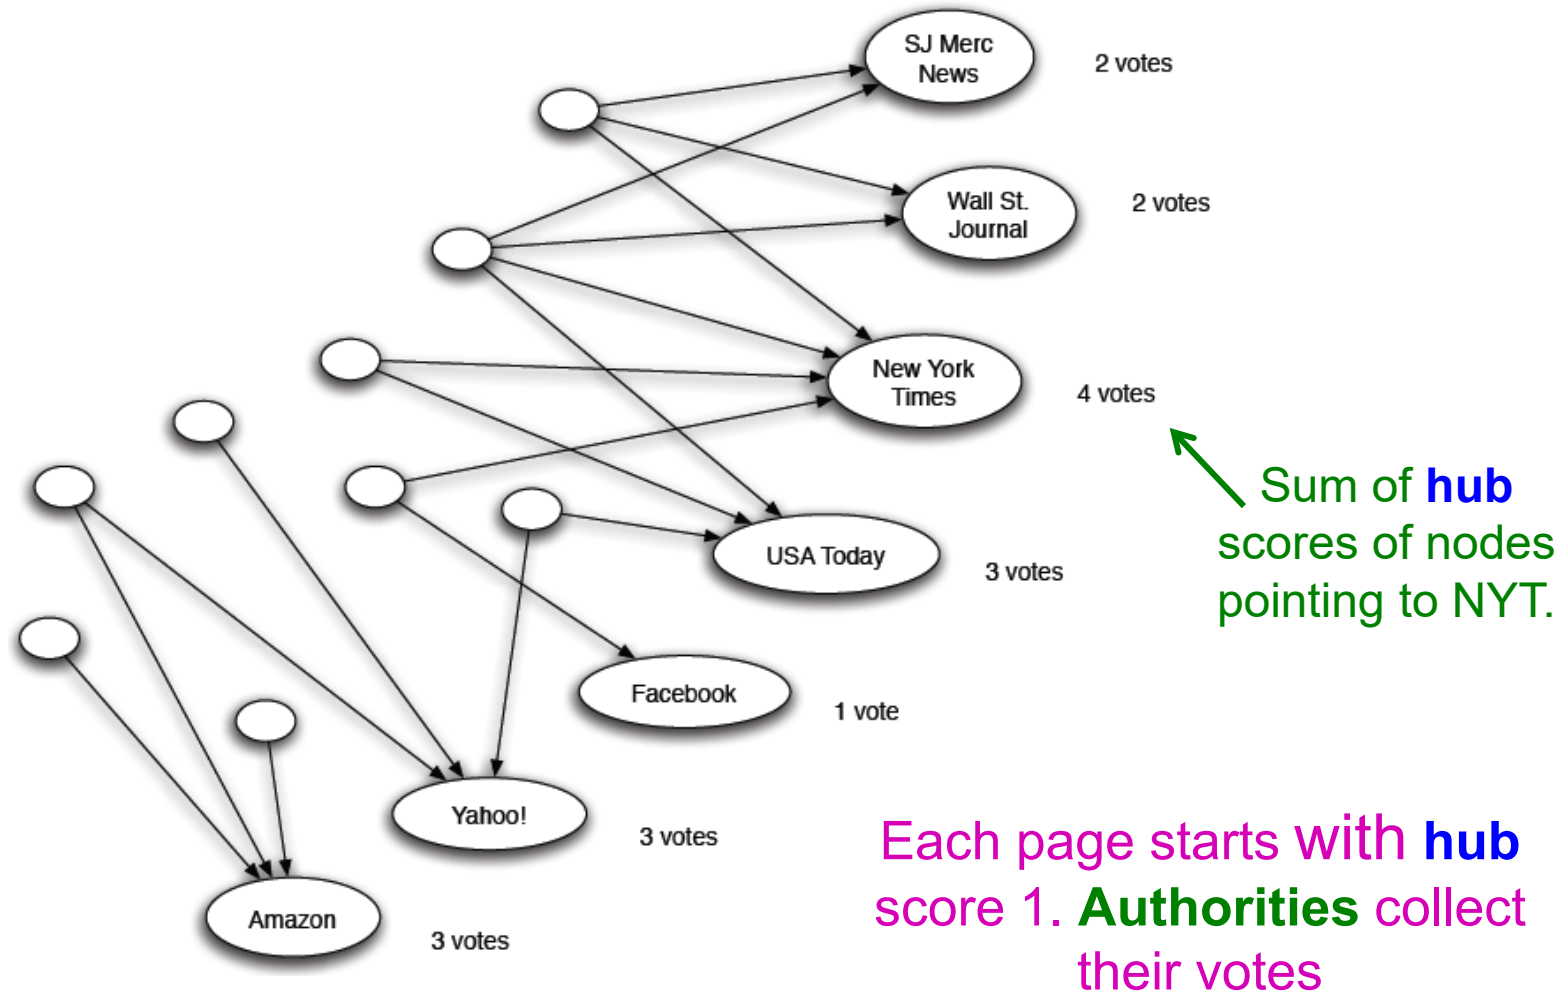 SJ Merc
News
2 votes
Wall St.
Journal
2 votes
New York
Times
4 votes
Sum of hub
scores of nodes
pointing to NYT.
USA Today
3 votes
Facebook
1 vote
Yahoo!
3 votes
Amazon
3 votes
Each page starts with hub
score 1. Authorities collect
their votes